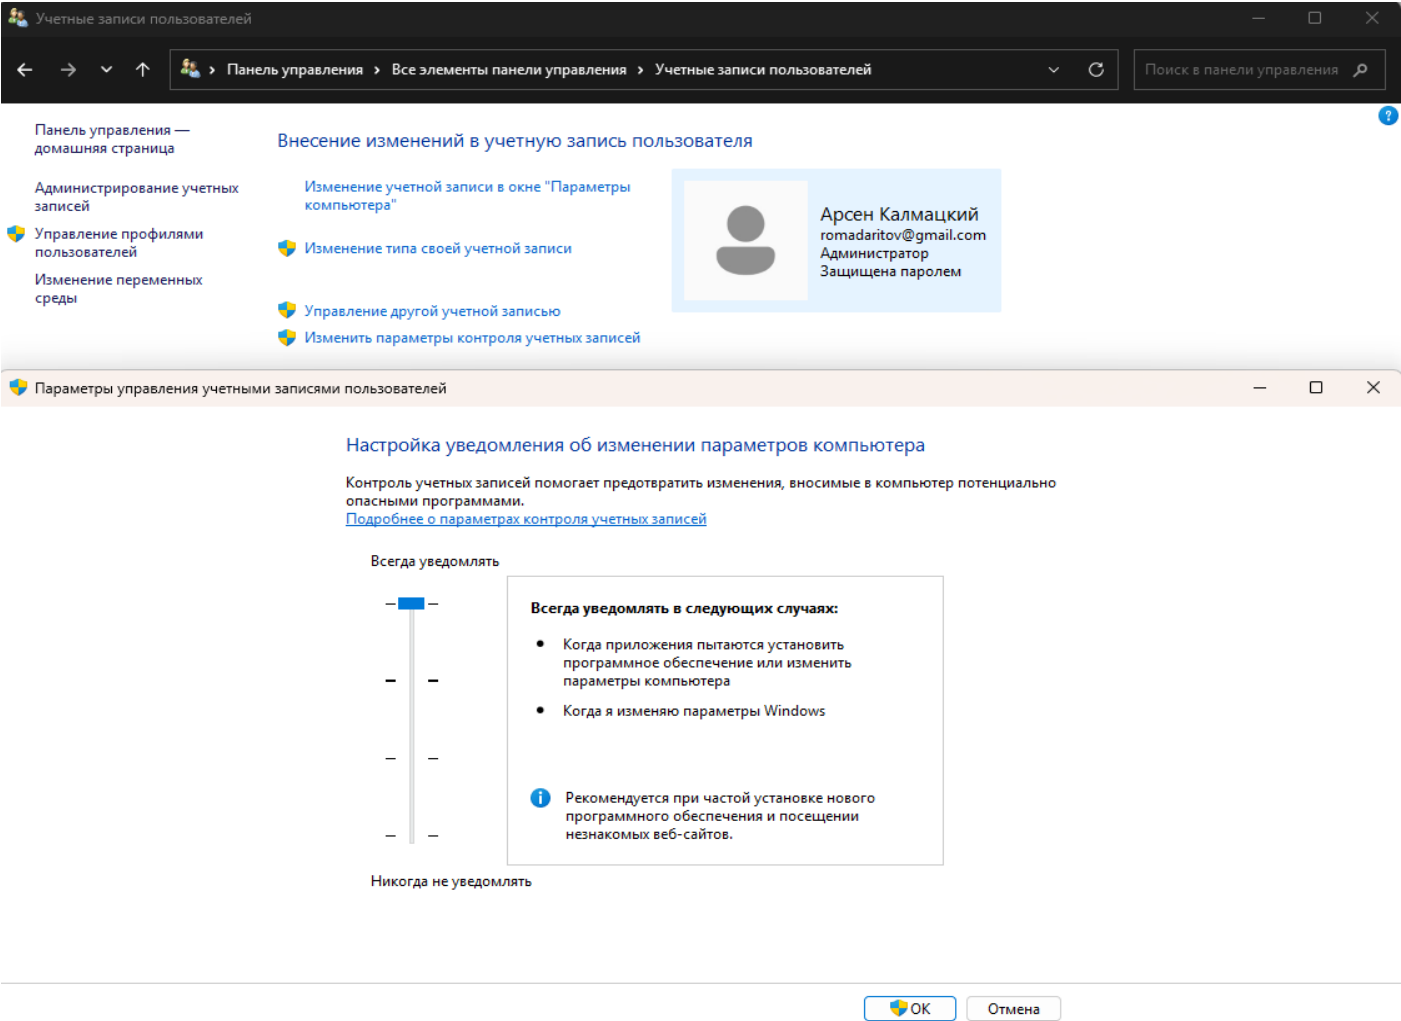 Учетные записи пользователей
Панель управления › Все элементы панели управления › Учетные записи пользователей
Поиск в панели управления
Панель управления —
домашняя страница
Администрирование учетных
записей
Управление профилями
пользователей
Изменение переменных
среды
Внесение изменений в учетную запись пользователя
Изменение учетной записи в окне "Параметры
компьютера"
Изменение типа своей учетной записи
Управление другой учетной записью
Изменить параметры контроля учетных записей
Арсен Калмацкий
romadaritov@gmail.com
Администратор
Защищена паролем
?
Параметры управления учетными записями пользователей
Настройка уведомления об изменении параметров компьютера
Контроль учетных записей помогает предотвратить изменения, вносимые в компьютер потенциально
опасными программами.
Подробнее о параметрах контроля учетных записей
Всегда уведомлять
Всегда уведомлять в следующих случаях:
• Когда приложения пытаются установить
программное обеспечение или изменить
параметры компьютера
• Когда я изменяю параметры Windows
Рекомендуется при частой установке нового
программного обеспечения и посещении
незнакомых веб-сайтов.
Никогда не уведомлять
ОК
Отмена